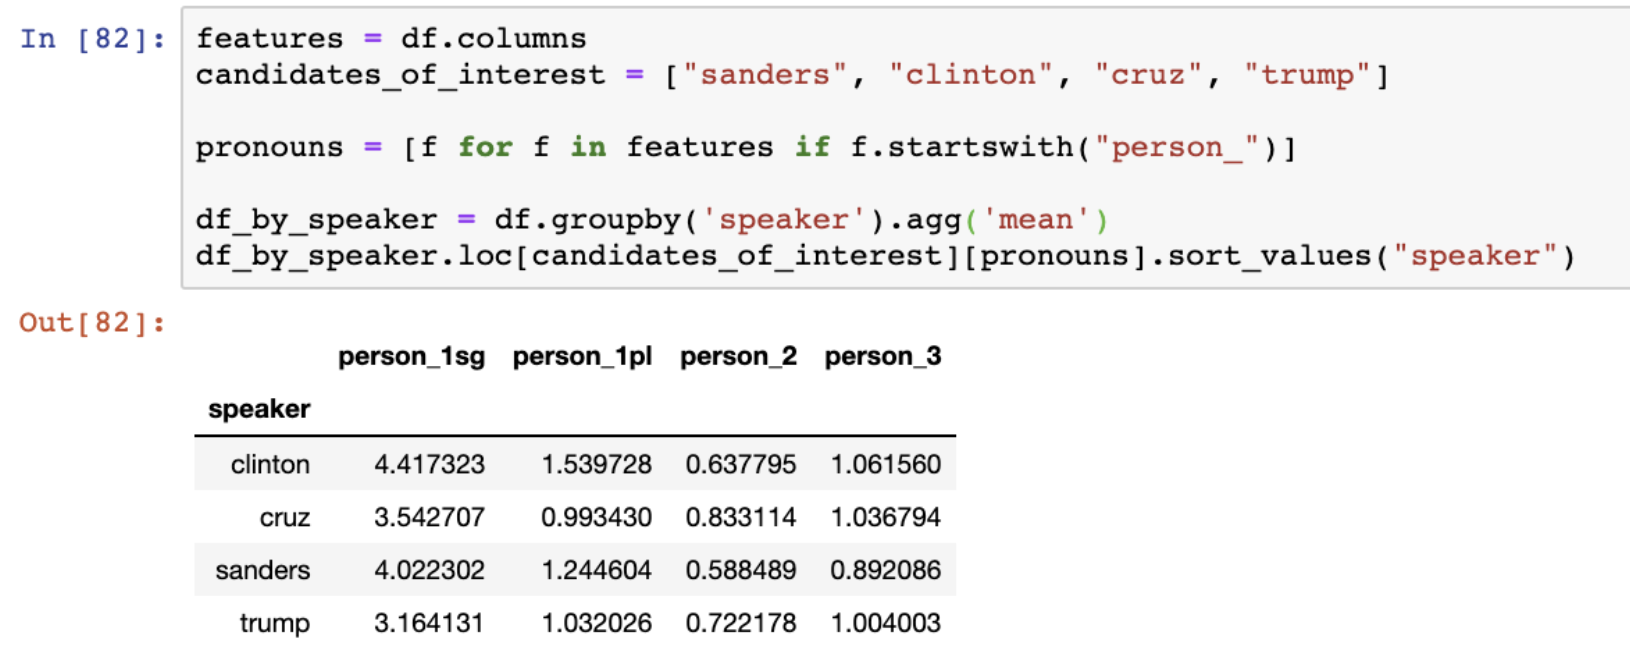 In [82]: features = df.columns
candidates_of_interest = ["sanders", "clinton", "cruz", "trump"]
pronouns = [f for f in features if f.startswith("person_")]
df_by_speaker = df.groupby('speaker').agg('mean')
df_by_speaker.loc[candidates_of_interest][pronouns].sort_values("speaker")
Out[82]:
person_1sg person_1pl person_2 person_3
speaker
clinton 4.417323 1.539728 0.637795 1.061560
cruz 3.542707 0.993430 0.833114 1.036794
sanders 4.022302 1.244604 0.588489 0.892086
trump 3.164131 1.032026 0.722178 1.004003